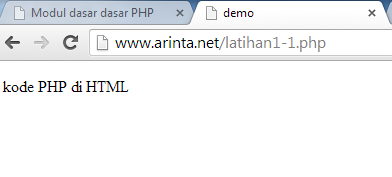 Modul dasar dasar PHP
demo
www.arinta.net/latihan1-1.php
kode PHP di HTML